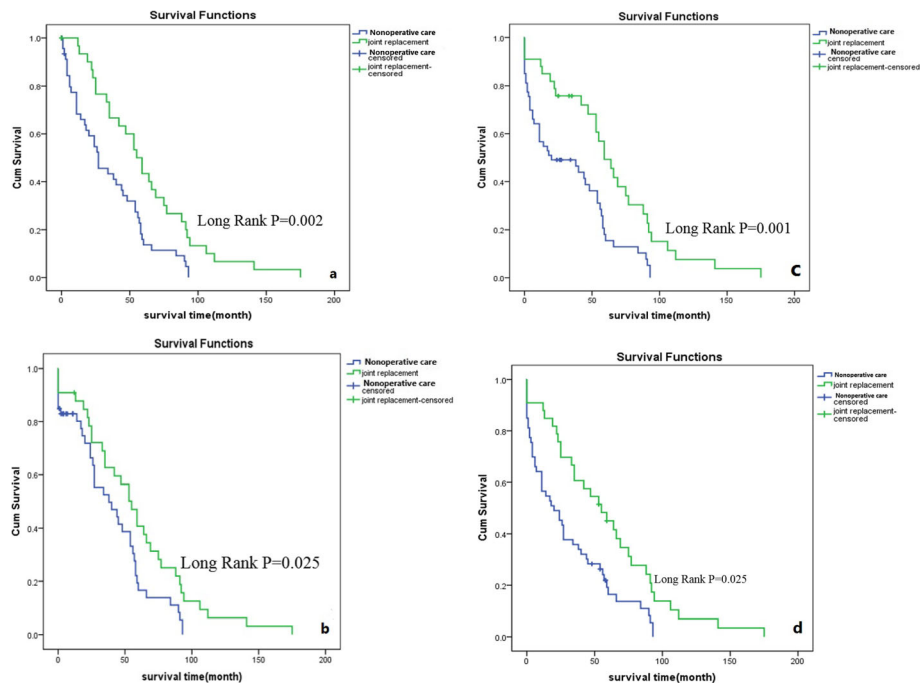 Survival Functions
Nonoperative care
joint replacement
Nonoperative care
censored
joint replacement-censored
Cum Survival
1.0
0.8
0.6
0.4
0.2
0.0
Long Rank P=0.002
a
0
50
100
150
200
survival time(month)
Survival Functions
Nonoperative care
joint replacement
Nonoperative care
censored
joint replacement-censored
Cum Survival
1.0
0.8
0.6
0.4
0.2
0.0
Long Rank P=0.001
c
0
50
100
150
200
survival time(month)
Survival Functions
Nonoperative care
joint replacement
Nonoperative care
censored
joint replacement-censored
Cum Survival
1.0
0.8
0.6
0.4
0.2
0.0
Long Rank P=0.025
b
0
50
100
150
200
survival time(month)
Survival Functions
Nonoperative care
joint replacement
Nonoperative care
censored
joint replacement-censored
Cum Survival
1.0
0.8
0.6
0.4
0.2
0.0
Long Rank P=0.025
d
0
50
100
150
200
survival time(month)